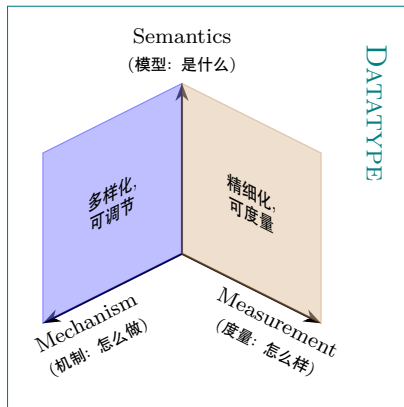 Semantics
(模型: 是什么)
DATATYPE
多样化,
可调节
精细化,
可度量
Mechanism
(机制: 怎么做)
Measurement
(度量: 怎么样)